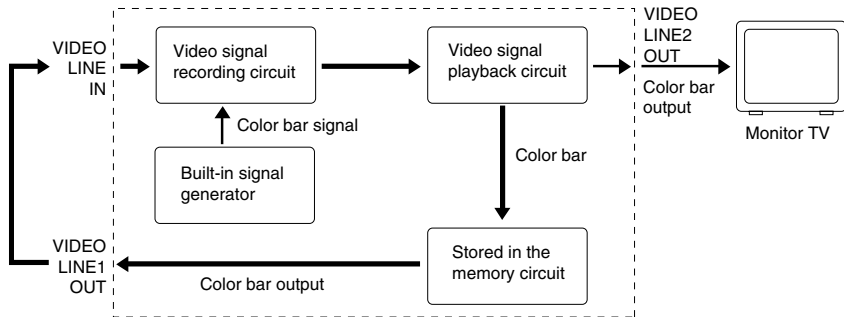 VIDEO
LINE
IN
Video signal
recording circuit
Video signal
playback circuit
VIDEO
LINE2
OUT
Color bar
output
Monitor TV
Color bar signal
Built-in signal
generator
Color bar
Stored in the
memory circuit
VIDEO
LINE1
OUT
Color bar output